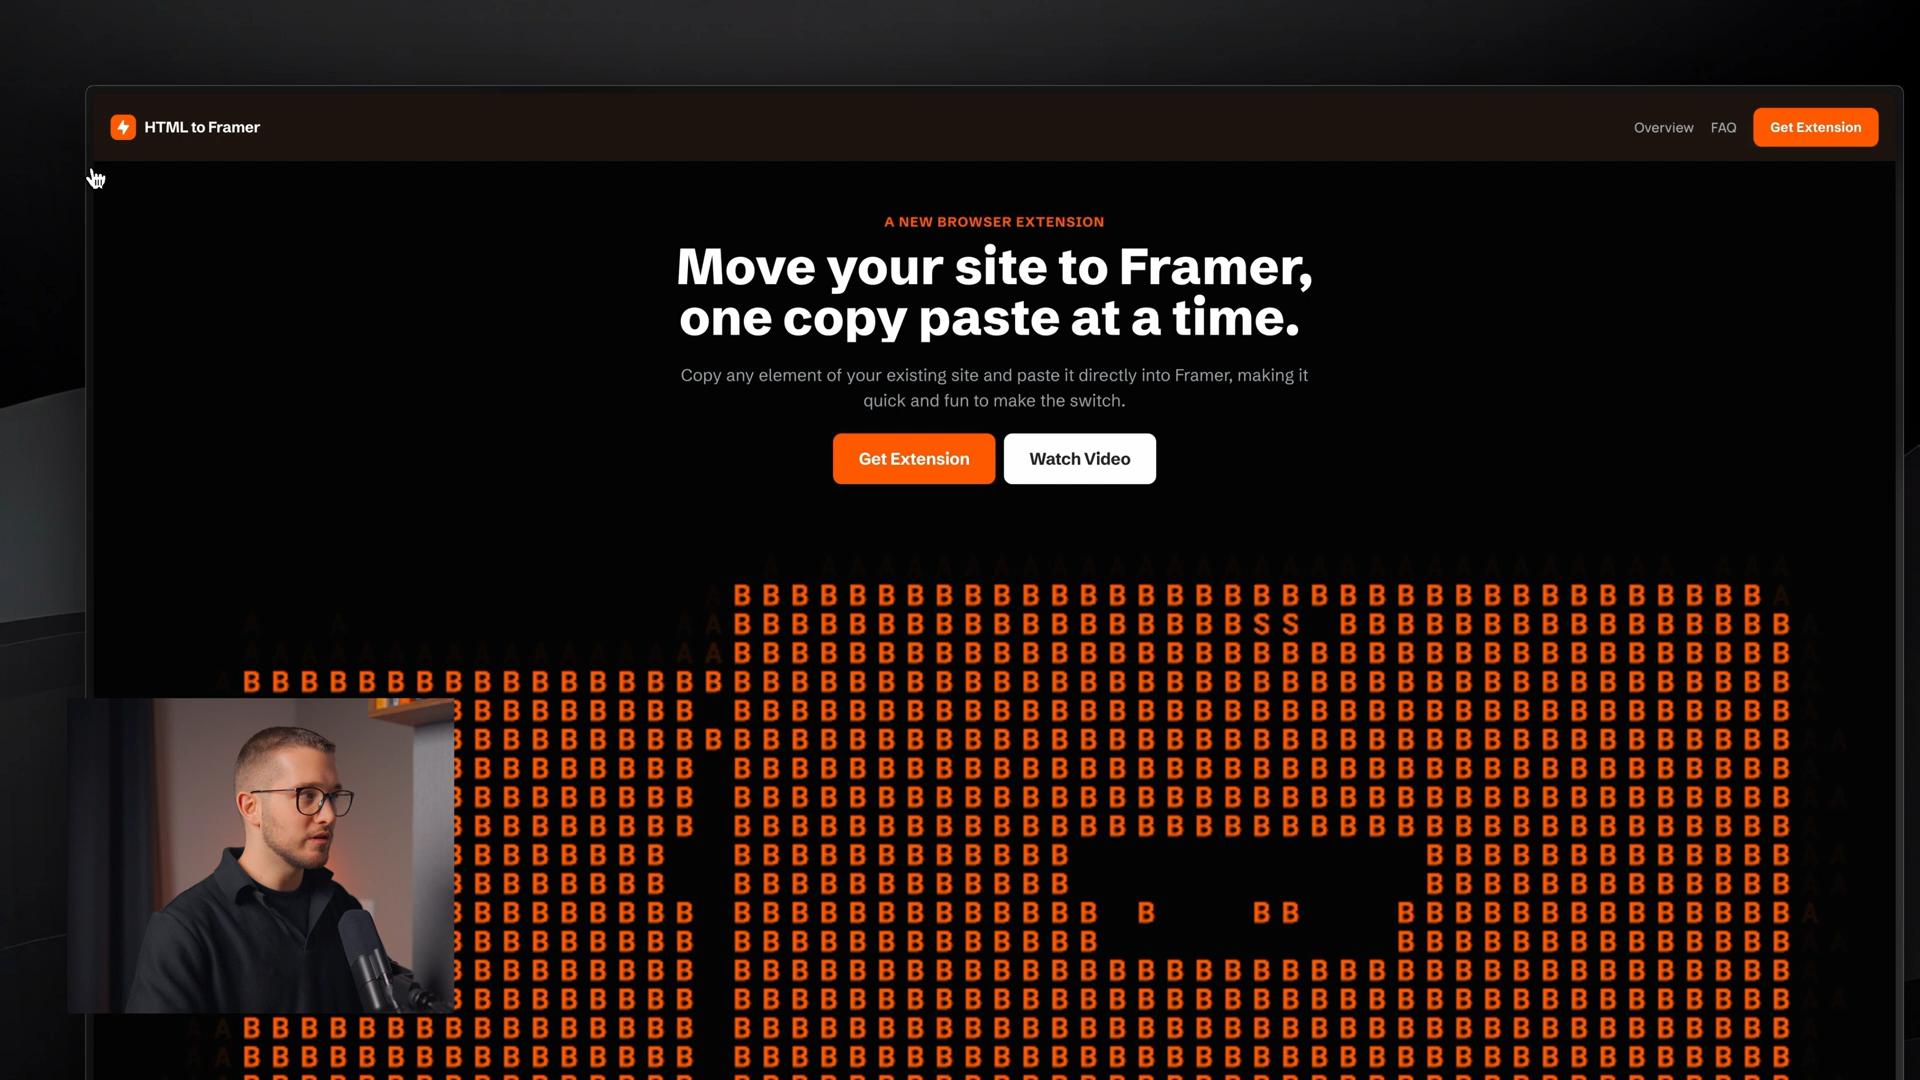 HTML to Framer
Overview
FAQ
Get Extension
A NEW BROWSER EXTENSION
Move your site to Framer,
one copy paste at a time.
Copy any element of your existing site and paste it directly into Framer, making it
quick and fun to make the switch.
Get Extension
Watch Video